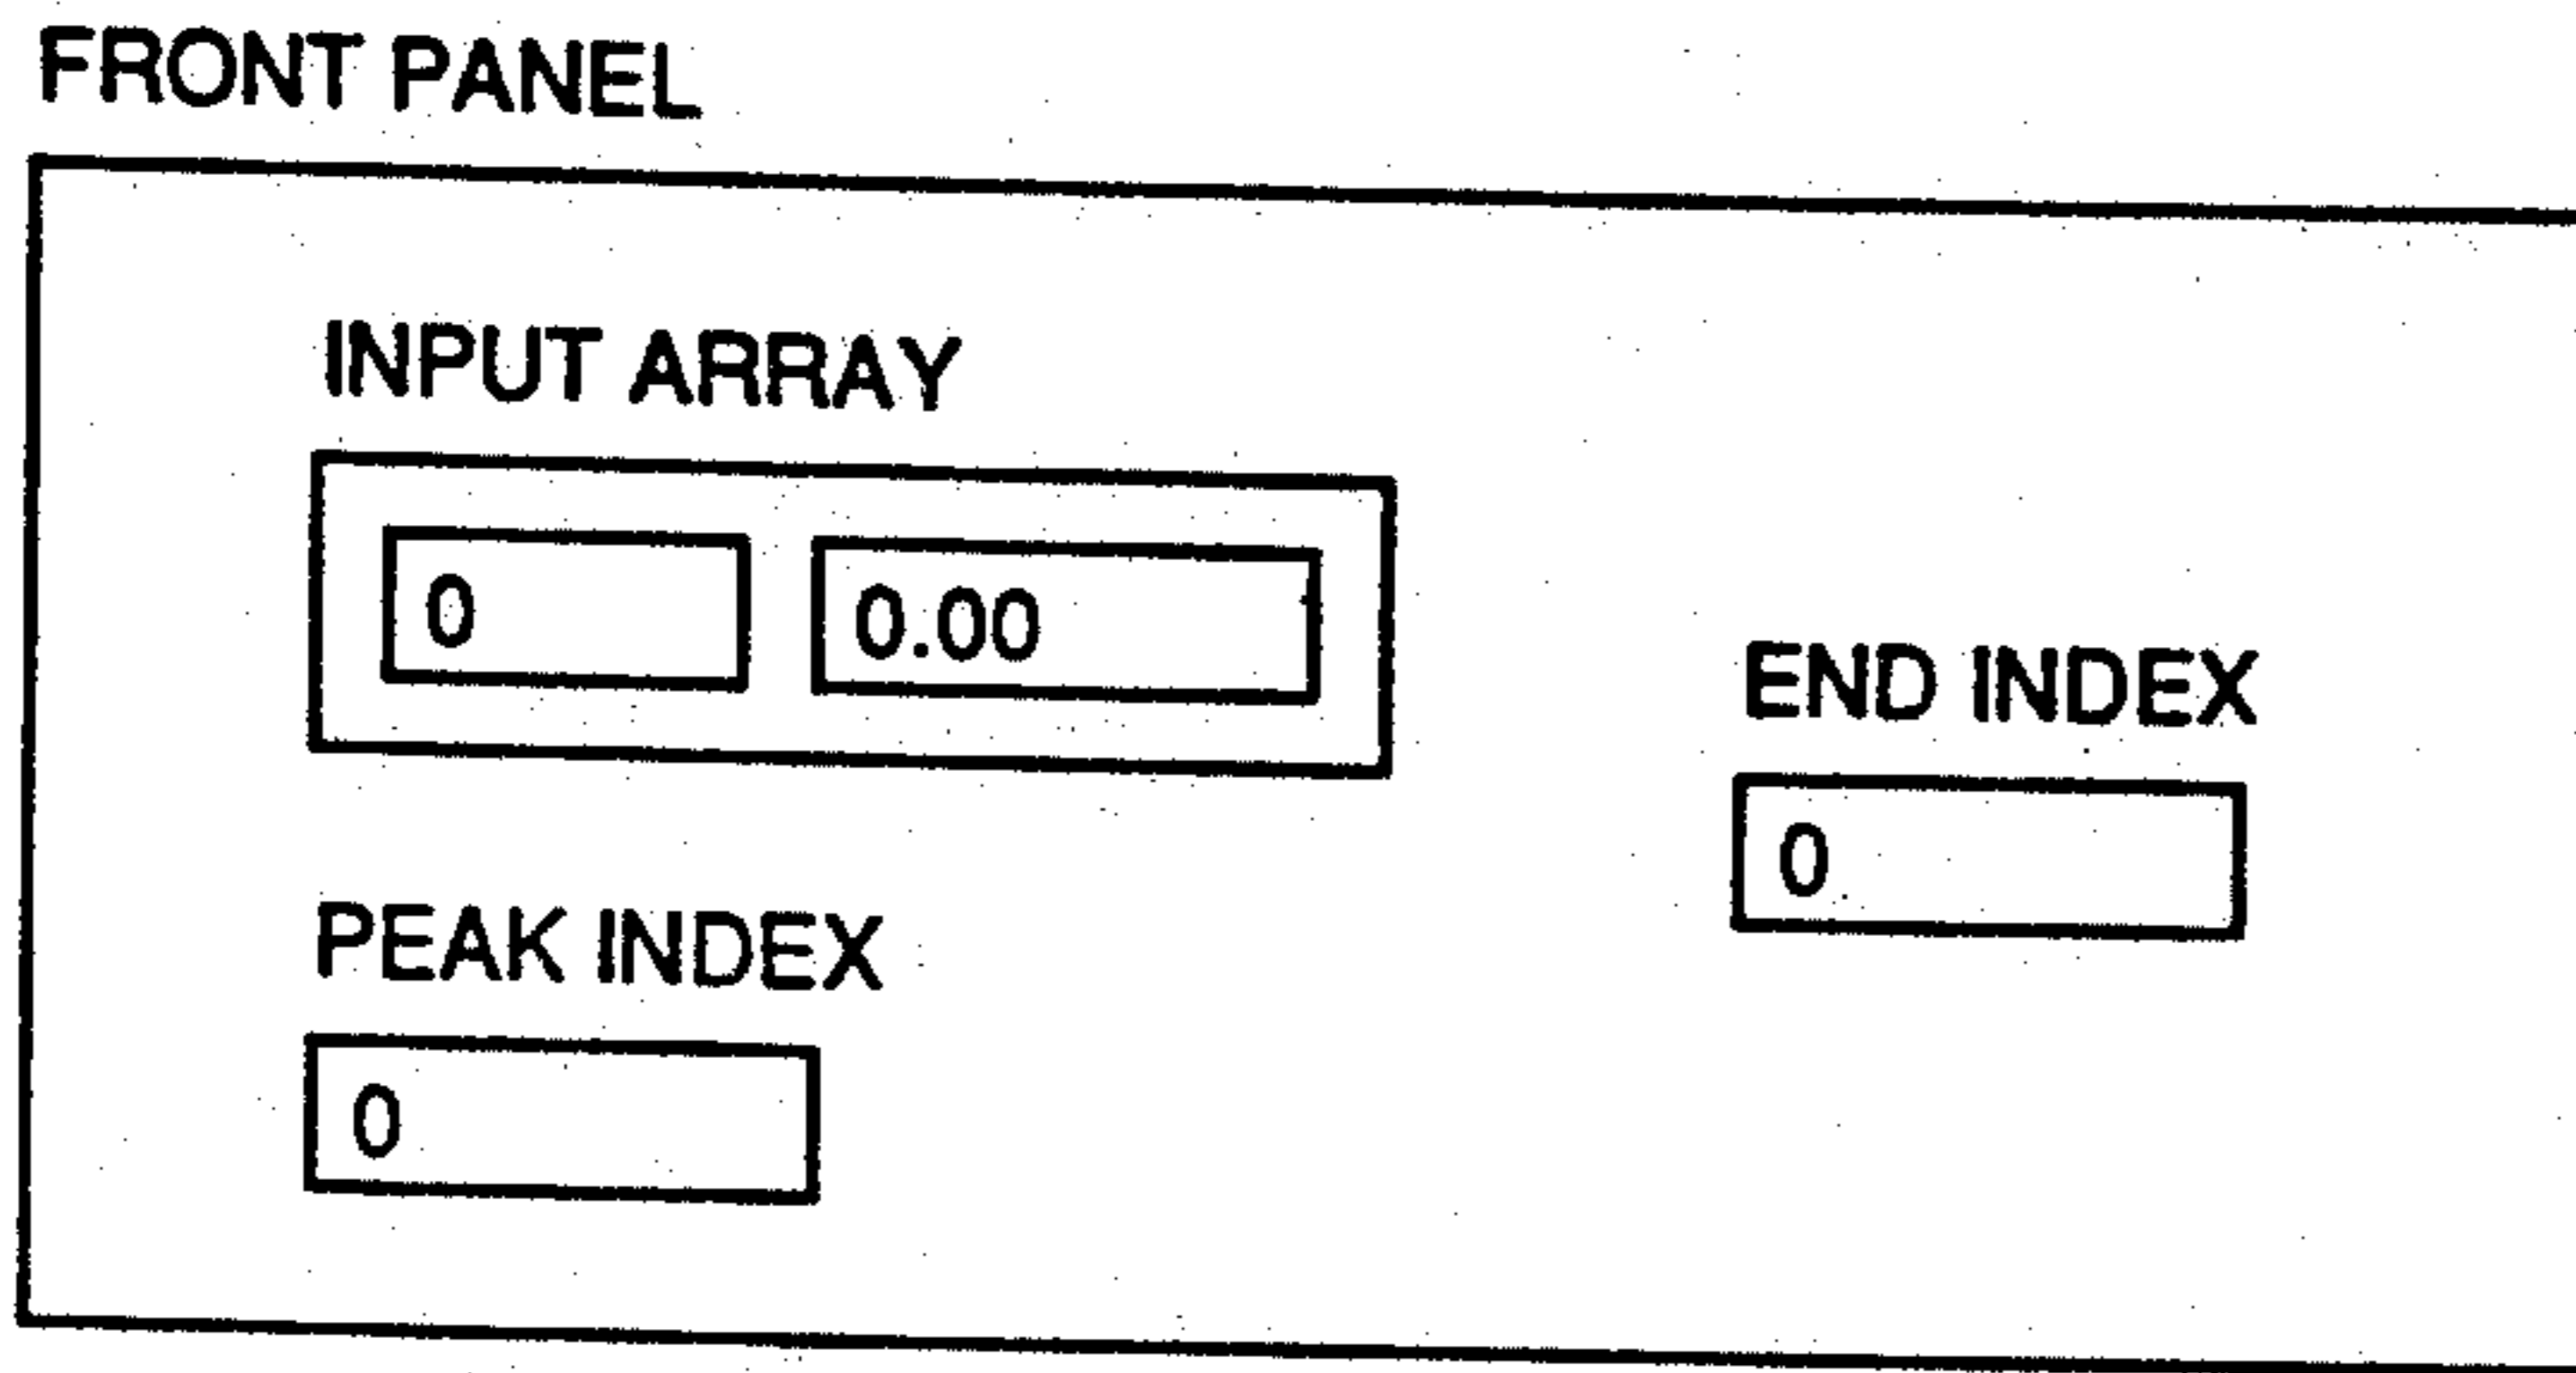 FRONT PANEL
INPUT ARRAY
0 0.00
END INDEX
0
PEAK INDEX
0